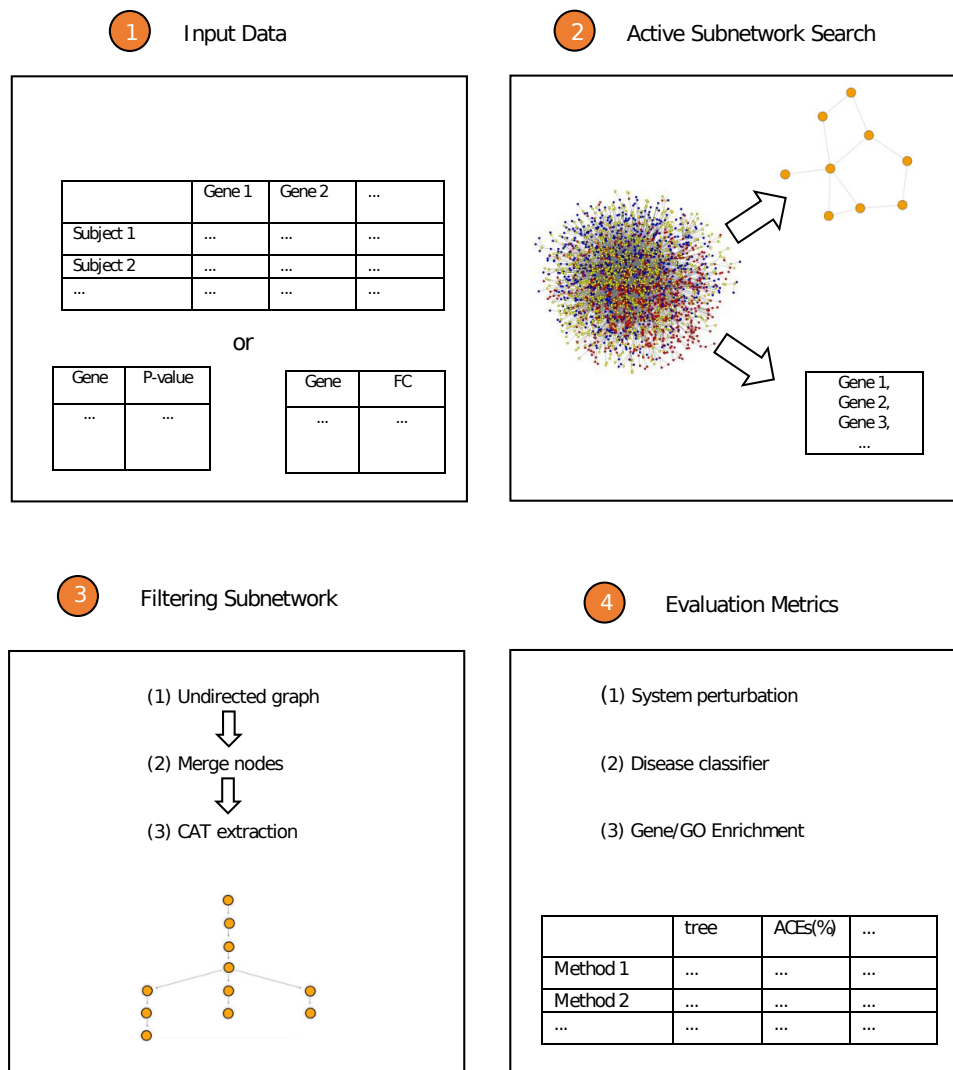 1 Input Data
Gene 1 Gene 2 ...
Subject 1 ... ... ...
Subject 2 ... ... ...
... ... ... ...
or
Gene P-value
... ...
Gene FC
... ...
2 Active Subnetwork Search
Gene 1,
Gene 2,
Gene 3,
...
3 Filtering Subnetwork
(1) Undirected graph
(2) Merge nodes
(3) CAT extraction
4 Evaluation Metrics
(1) System perturbation
(2) Disease classifier
(3) Gene/GO Enrichment
tree ACEs(%) ...
Method 1 ... ... ...
Method 2 ... ... ...
... ... ... ...